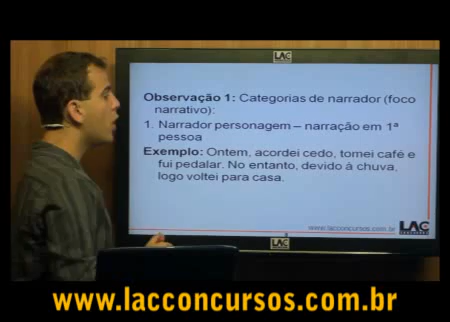 LAC
Observação 1: Categorias de narrador (foco
narrativo):
1. Narrador personagem – narração em 1ª
pessoa
Exemplo: Ontem, acordei cedo, tomei café e
fui pedalar. No entanto, devido à chuva,
logo voltei para casa.
www.lacconcursos.com.br LAC
CONCURSOS
LAC
www.lacconcursos.com.br